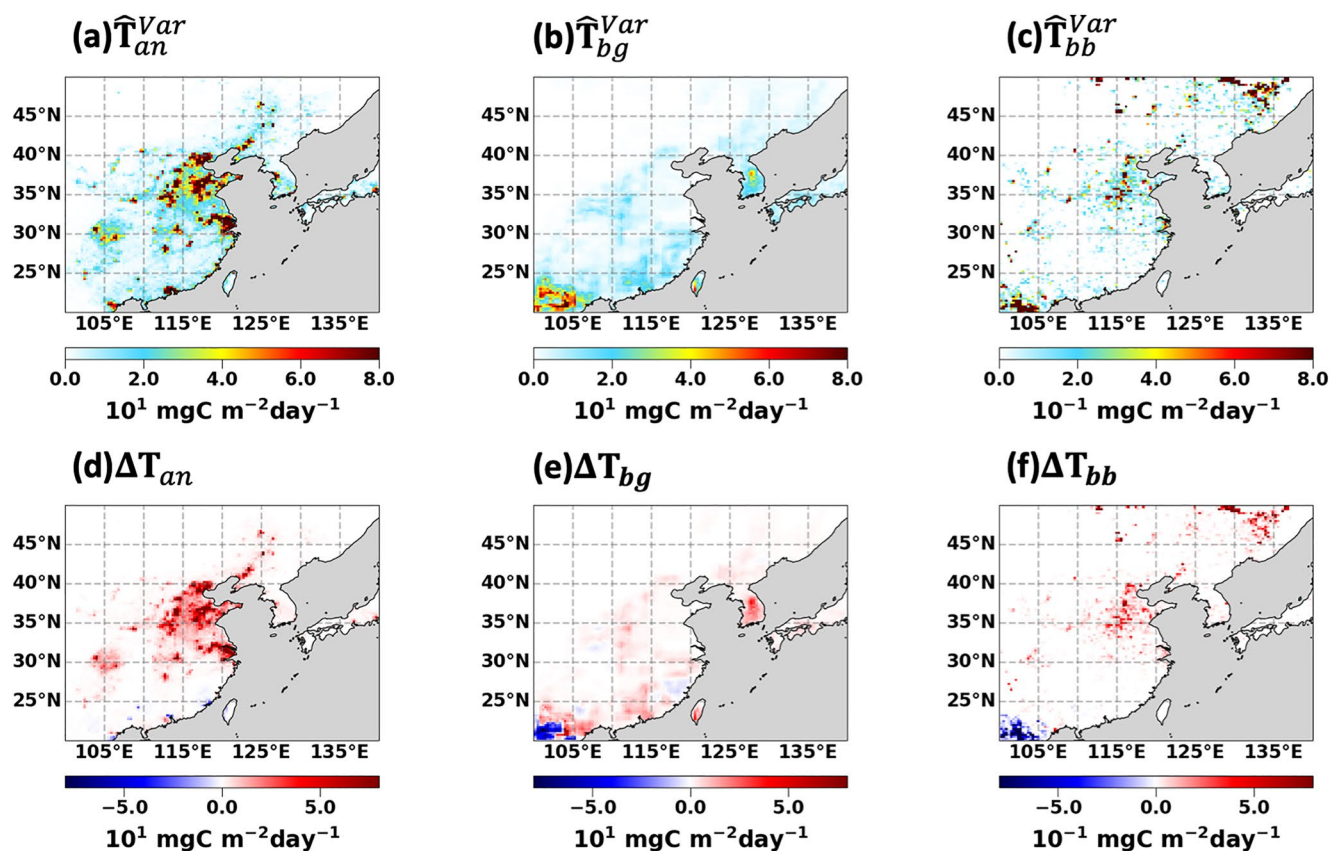 (a) T̂_an^Var (b) T̂_bg^Var (c) T̂_bb^Var
45°N 45°N 45°N
40°N 40°N 40°N
35°N 35°N 35°N
30°N 30°N 30°N
25°N 25°N 25°N
105°E 115°E 125°E 135°E 105°E 115°E 125°E 135°E 105°E 115°E 125°E 135°E
0.0 2.0 4.0 6.0 8.0 0.0 2.0 4.0 6.0 8.0 0.0 2.0 4.0 6.0 8.0
10¹ mgC m⁻²day⁻¹ 10¹ mgC m⁻²day⁻¹ 10⁻¹ mgC m⁻²day⁻¹
(d) ΔT_an (e) ΔT_bg (f) ΔT_bb
45°N 45°N 45°N
40°N 40°N 40°N
35°N 35°N 35°N
30°N 30°N 30°N
25°N 25°N 25°N
105°E 115°E 125°E 135°E 105°E 115°E 125°E 135°E 105°E 115°E 125°E 135°E
−5.0 0.0 5.0 −5.0 0.0 5.0 −5.0 0.0 5.0
10¹ mgC m⁻²day⁻¹ 10¹ mgC m⁻²day⁻¹ 10⁻¹ mgC m⁻²day⁻¹